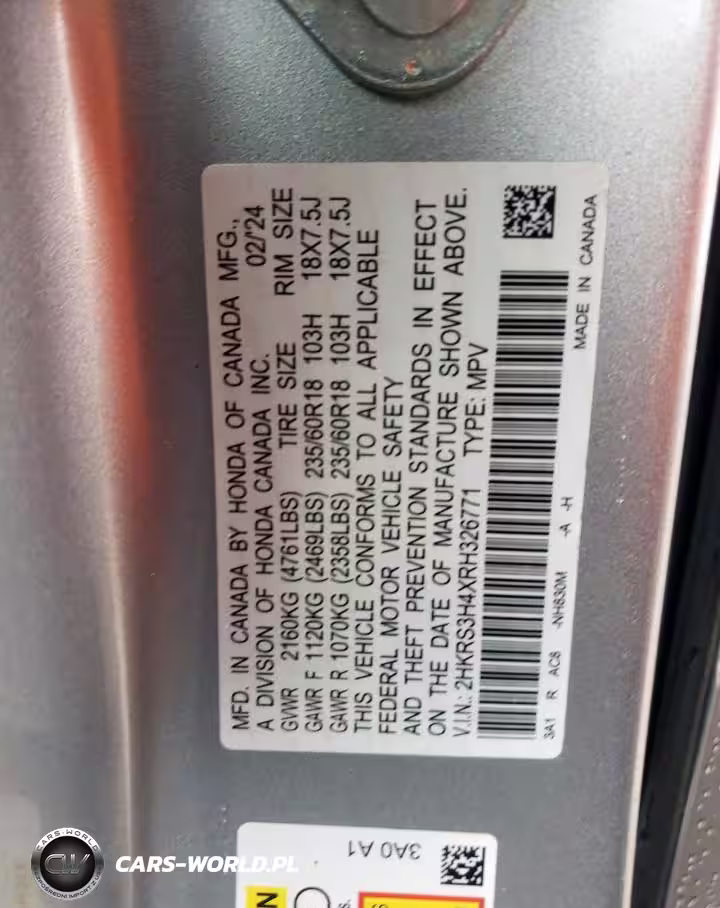 MFD. IN CANADA BY HONDA OF CANADA MFG.,
A DIVISION OF HONDA CANADA INC. 02/'24
GVWR 2160KG (4761LBS) TIRE SIZE RIM SIZE
GAWR F 1120KG (2469LBS) 235/60R18 103H 18X7.5J
GAWR R 1070KG (2358LBS) 235/60R18 103H 18X7.5J
THIS VEHICLE CONFORMS TO ALL APPLICABLE
FEDERAL MOTOR VEHICLE SAFETY
AND THEFT PREVENTION STANDARDS IN EFFECT
ON THE DATE OF MANUFACTURE SHOWN ABOVE.
V.I.N.: 2HKRS3H4XRH326771 TYPE: MPV
3A1 R AC8 -NH830M -A -H
MADE IN CANADA
3A0 A1
CARS-WORLD
CW
CARS-WORLD.PL